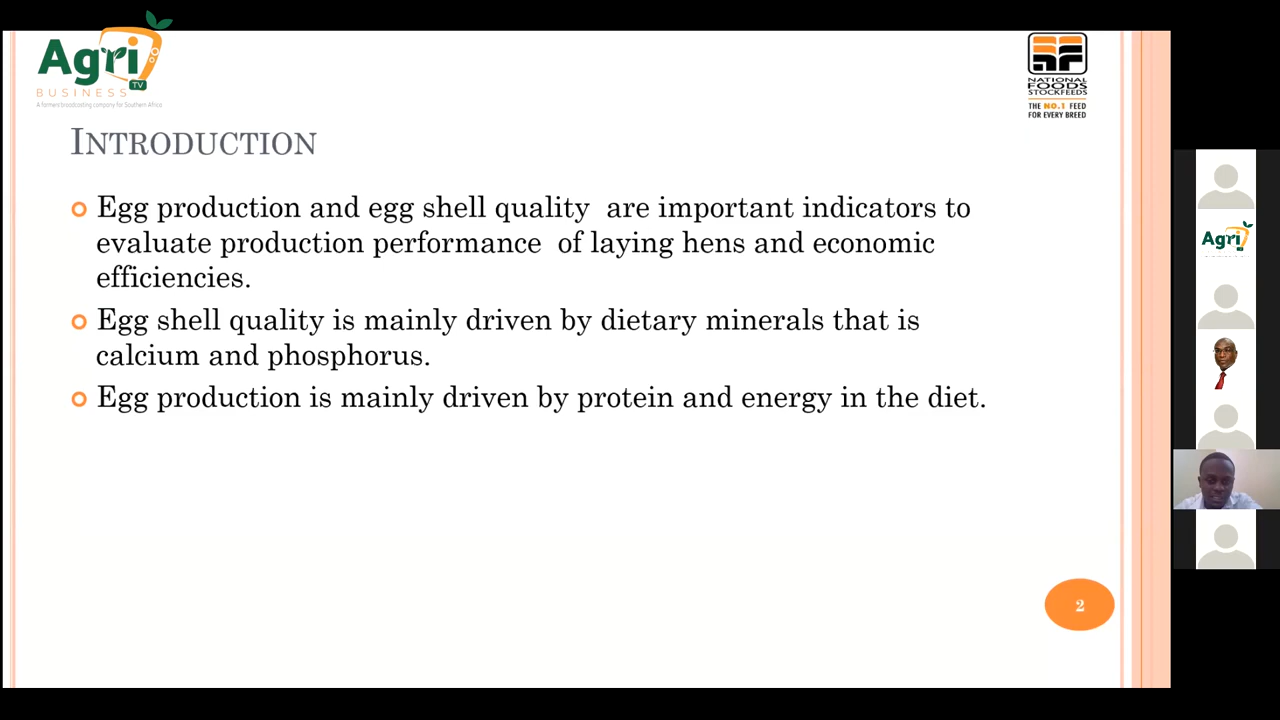 Agri
BUSINESS TV
A farmers broadcasting company for Southern Africa
NATIONAL
FOODS
STOCKFEEDS
THE NO.1 FEED
FOR EVERY BREED
INTRODUCTION
Egg production and egg shell quality are important indicators to
evaluate production performance of laying hens and economic
efficiencies.
Egg shell quality is mainly driven by dietary minerals that is
calcium and phosphorus.
Egg production is mainly driven by protein and energy in the diet.
Agri
2